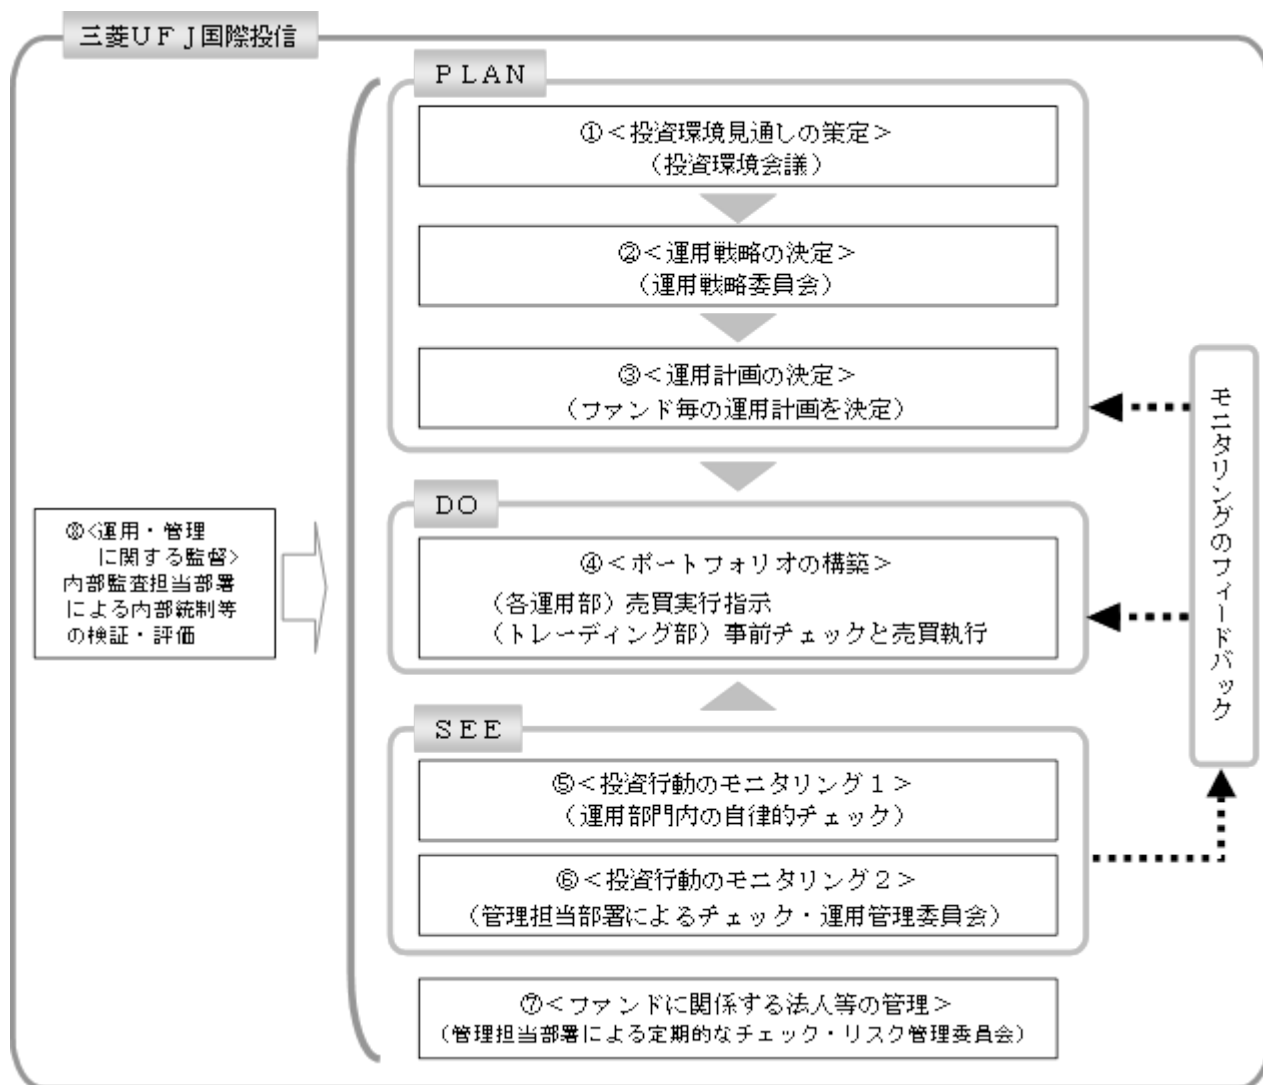 三菱UFJ国際投信
PLAN
①<投資環境見通しの策定>
(投資環境会議)
②<運用戦略の決定>
(運用戦略委員会)
③<運用計画の決定>
(ファンド毎の運用計画を決定)
DO
④<ポートフォリオの構築>
(各運用部)売買実行指示
(トレーディング部)事前チェックと売買執行
SEE
⑤<投資行動のモニタリング1>
(運用部門内の自律的チェック)
⑥<投資行動のモニタリング2>
(管理担当部署によるチェック・運用管理委員会)
⑦<ファンドに関係する法人等の管理>
(管理担当部署による定期的なチェック・リスク管理委員会)
⑧<運用・管理
に関する監督>
内部監査担当部署
による内部統制等
の検証・評価
モニタリングのフィードバック